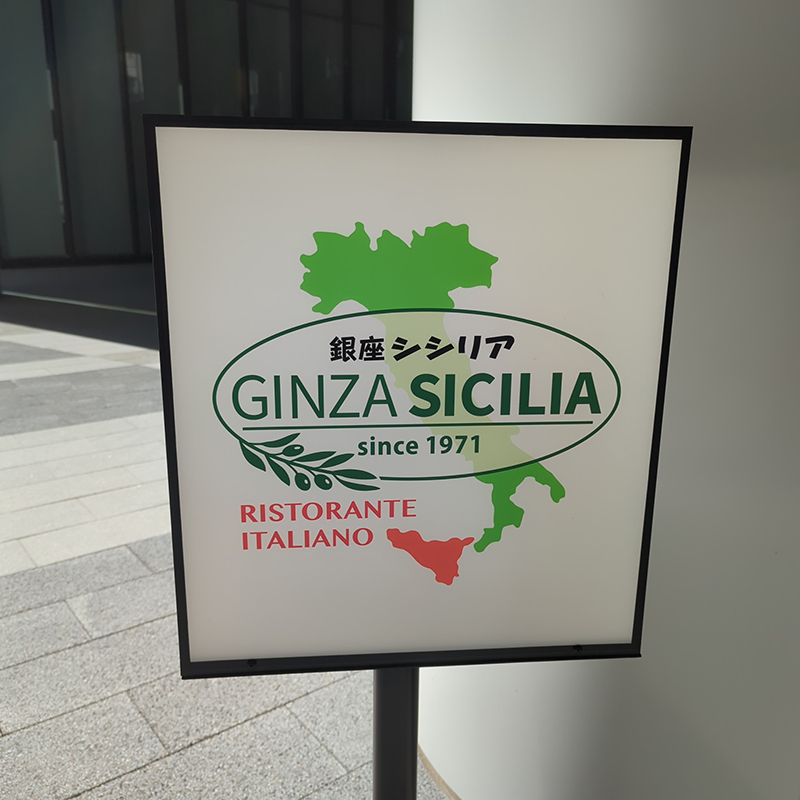 銀座シシリア
GINZA SICILIA
since 1971
RISTORANTE
ITALIANO